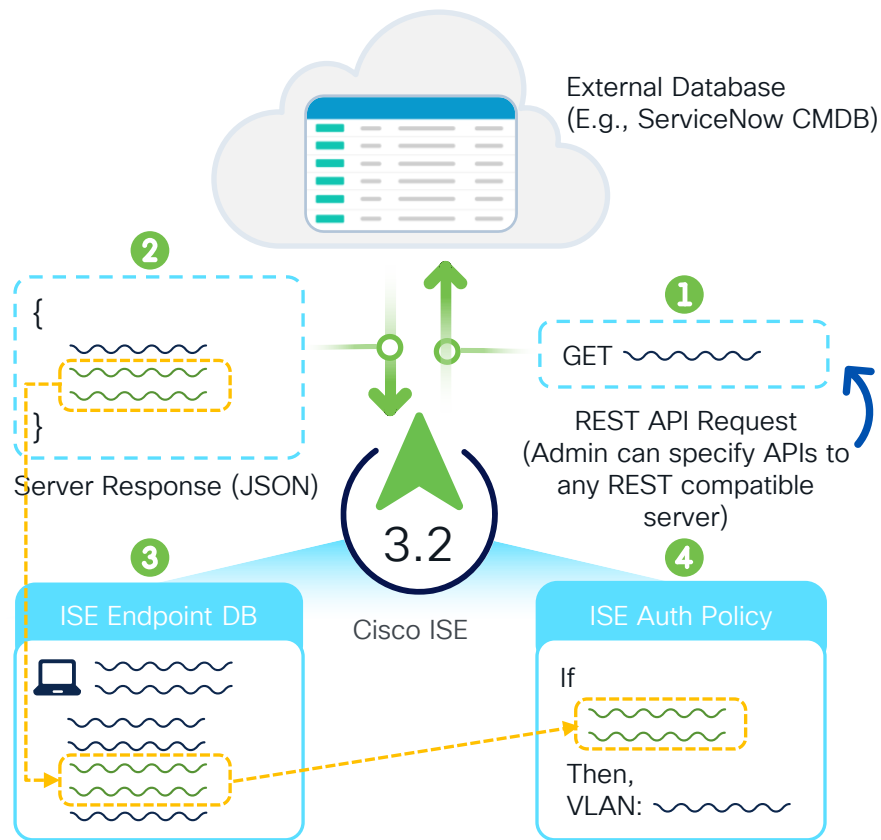 External Database
(E.g., ServiceNow CMDB)
2
{
}
Server Response (JSON)
1
GET
REST API Request
(Admin can specify APIs to
any REST compatible
server)
3.2
Cisco ISE
3
ISE Endpoint DB
4
ISE Auth Policy
If
Then,
VLAN: